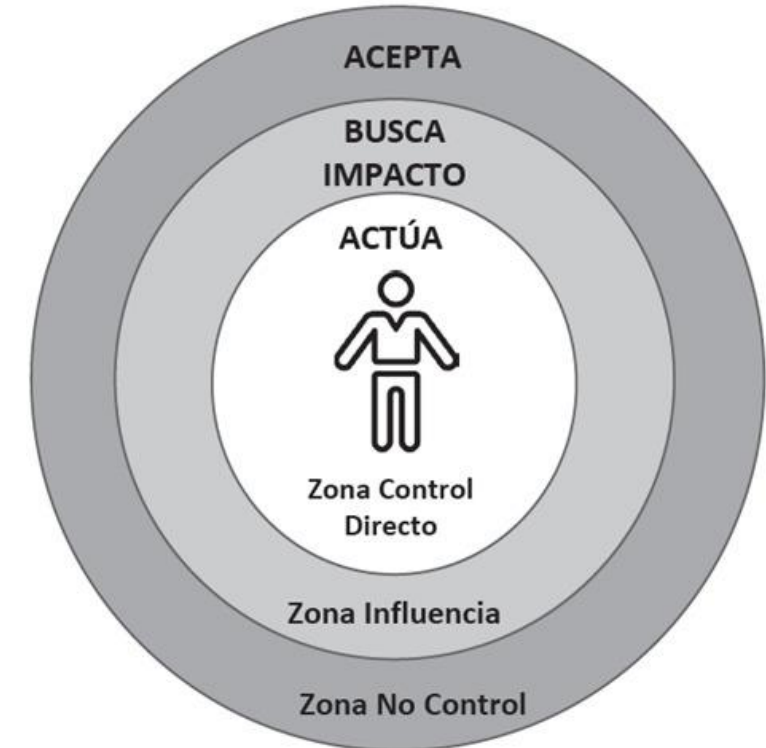 ACEPTA
BUSCA
IMPACTO
ACTÚA
Zona Control
Directo
Zona Influencia
Zona No Control